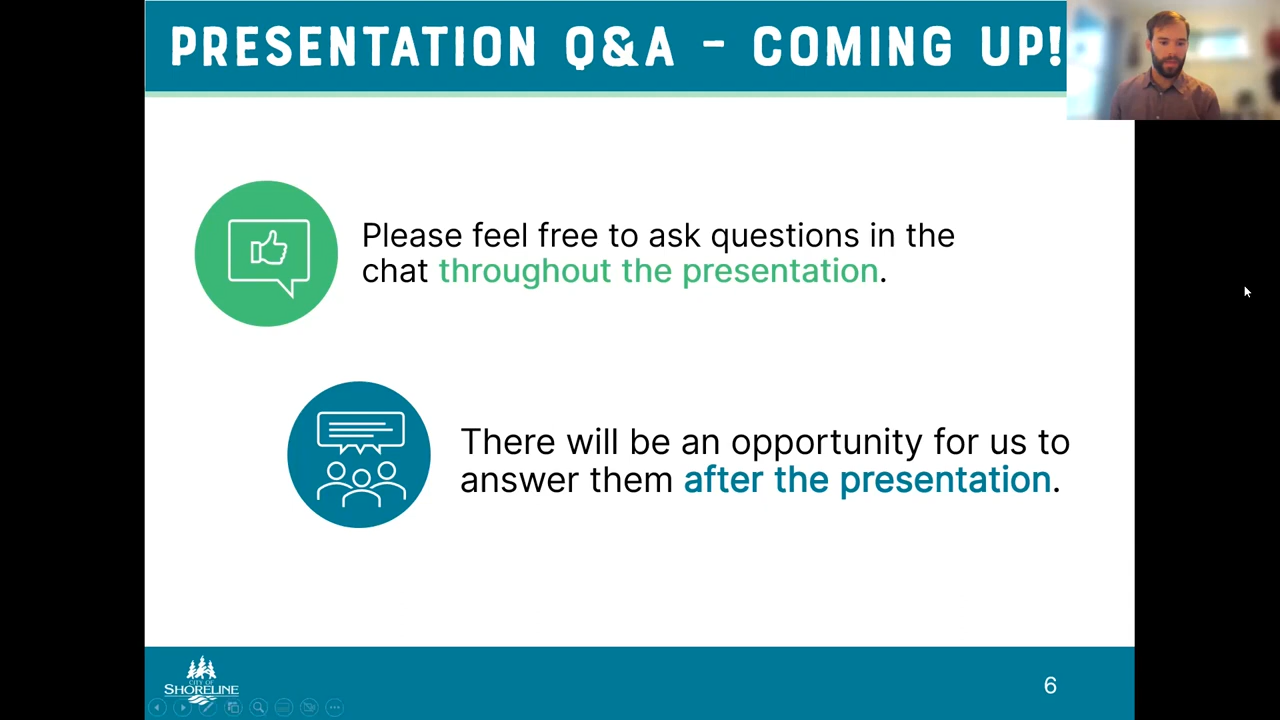 PRESENTATION Q&A - COMING UP!
Please feel free to ask questions in the
chat throughout the presentation.
There will be an opportunity for us to
answer them after the presentation.
CITY OF
SHORELINE
6